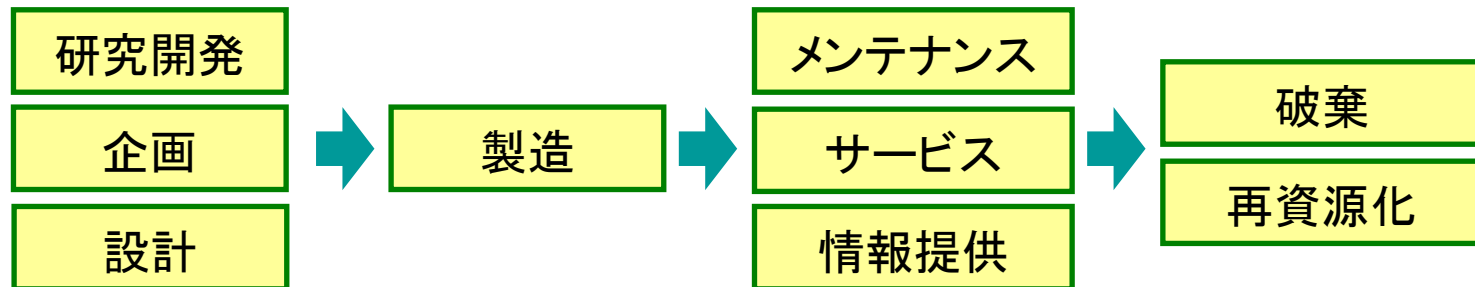 研究開発
企画
設計
製造
メンテナンス
サービス
情報提供
破棄
再資源化